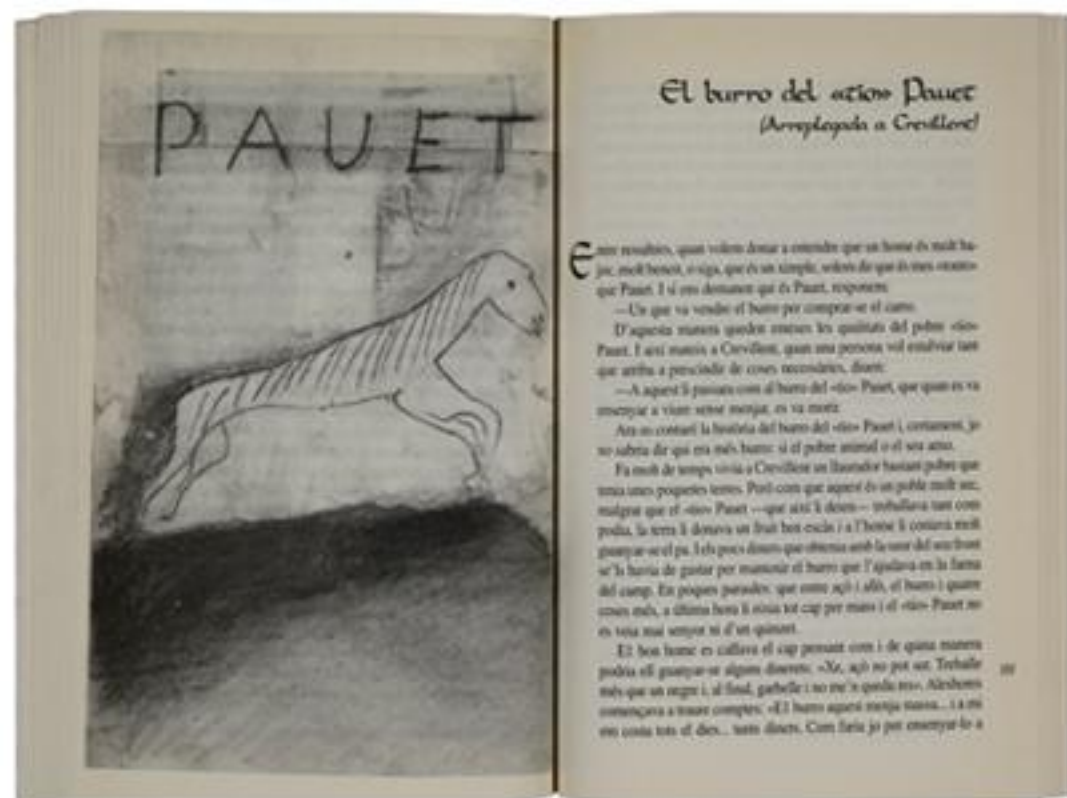 PAUET
El burro del «tio» Pauet
(Arreplegada a Crevillent)
Entre nosaltres, quan volem donar a entendre que un home és molt ba-
joc, molt beneit, o siga, que és un simple, solem dir que és mes «tonto»
que Pauet. I si ens demanen qui és Pauet, responem:
—Un que va vendre el burro per comprar-se el carro.
D'aquesta manera queden enteses les qualitats del pobre «tio»
Pauet. I així mateix a Crevillent, quan una persona vol estalviar tant
que arriba a prescindir de coses necessàries, diuen:
—A aquest li passarà com al burro del «tio» Pauet, que quan es va
ensenyar a viure sense menjar, es va morir.
Ara us contaré la història del burro del «tio» Pauet i, certament, jo
no sabria dir qui era més burro: si el pobre animal o el seu amo.
Fa molt de temps vivia a Crevillent un llaurador bastant pobre que
tenia unes poquetes terres. Però com que aquest és un poble molt sec,
malgrat que el «tio» Pauet —que així li deien— treballava tant com
podia, la terra li donava un fruit ben escàs i a l'home li costava molt
guanyar-se el pa. I els pocs diners que obtenia amb la suor del seu front
se'ls havia de gastar per mantenir el burro que l'ajudava en la faena
del camp. En poques paraules: que entre açò i allò, el burro i quatre
coses més, a última hora li eixia tot cap per mans i el «tio» Pauet no
es veia mai senyor ni d'un quinzet.
El bon home es calfava el cap pensant com i de quina manera
podria ell guanyar-se alguns dinerets: «Xe, açò no pot ser. Treballe
més que un negre i, al final, garbelle i no me'n queda res». Aleshores
començava a traure comptes: «El burro aquest menja massa... i a mi
em costa tots el dies... tants diners. Com faria jo per ensenyar-lo a